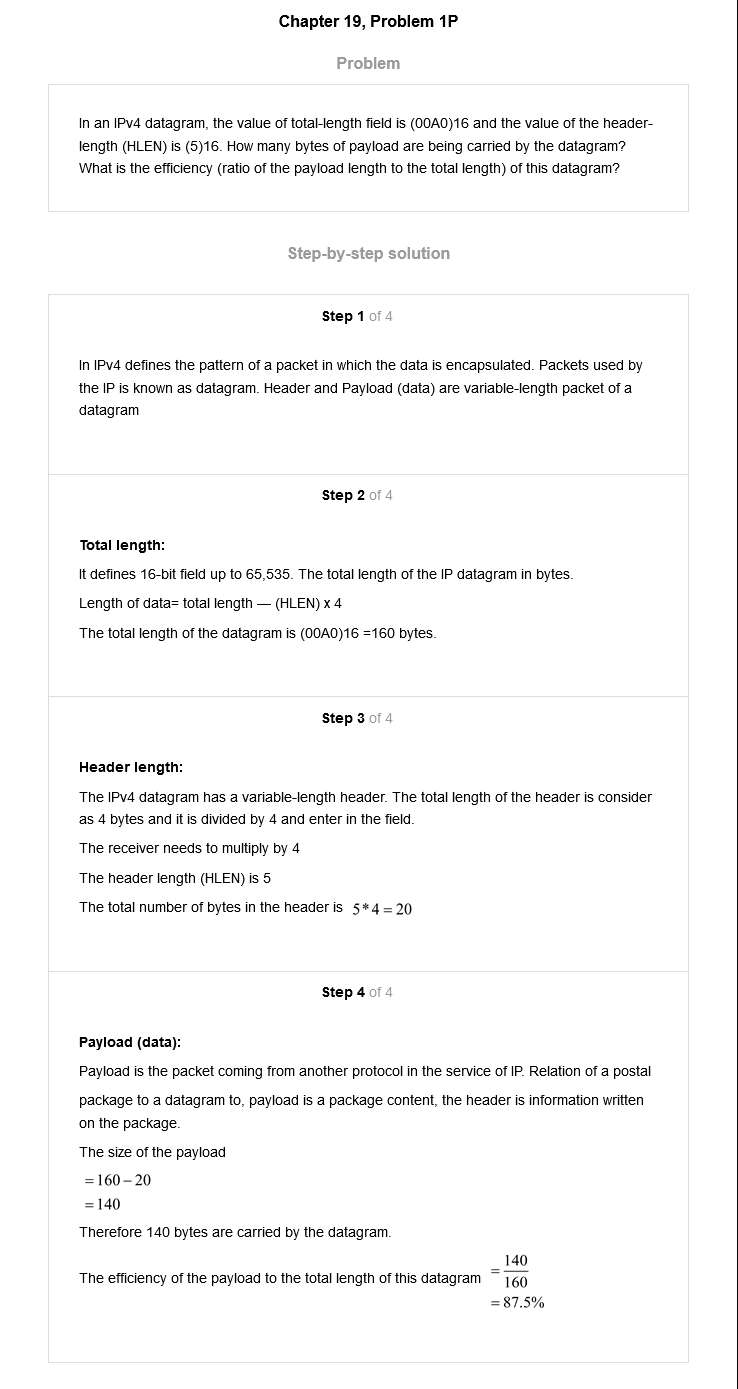 Chapter 19, Problem 1P
Problem
In an IPv4 datagram, the value of total-length field is (00A0)16 and the value of the header-
length (HLEN) is (5)16. How many bytes of payload are being carried by the datagram?
What is the efficiency (ratio of the payload length to the total length) of this datagram?
Step-by-step solution
Step 1 of 4
In IPv4 defines the pattern of a packet in which the data is encapsulated. Packets used by
the IP is known as datagram. Header and Payload (data) are variable-length packet of a
datagram
Step 2 of 4
Total length:
It defines 16-bit field up to 65,535. The total length of the IP datagram in bytes.
Length of data= total length — (HLEN) x 4
The total length of the datagram is (00A0)16 =160 bytes.
Step 3 of 4
Header length:
The IPv4 datagram has a variable-length header. The total length of the header is consider
as 4 bytes and it is divided by 4 and enter in the field.
The receiver needs to multiply by 4
The header length (HLEN) is 5
The total number of bytes in the header is 5*4=20
Step 4 of 4
Payload (data):
Payload is the packet coming from another protocol in the service of IP. Relation of a postal
package to a datagram to, payload is a package content, the header is information written
on the package.
The size of the payload
=160−20
=140
Therefore 140 bytes are carried by the datagram.
The efficiency of the payload to the total length of this datagram = 140/160
=87.5%